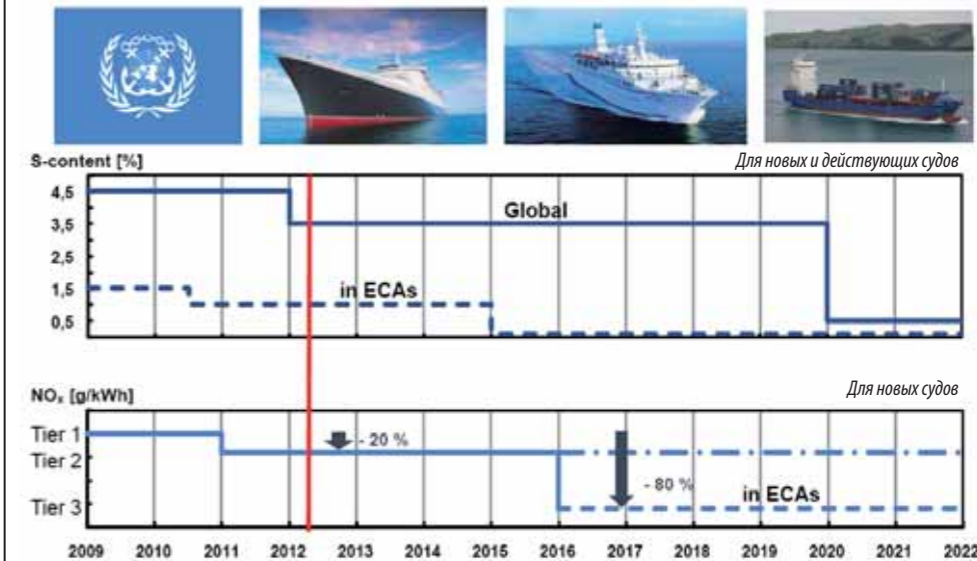 S-content [%]
Для новых и действующих судов
4,5
3,5
2,5
1,5
0,5
Global
in ECAs
NOₓ [g/kWh]
Для новых судов
Tier 1
Tier 2
Tier 3
- 20 %
- 80 %
in ECAs
2009 2010 2011 2012 2013 2014 2015 2016 2017 2018 2019 2020 2021 2022